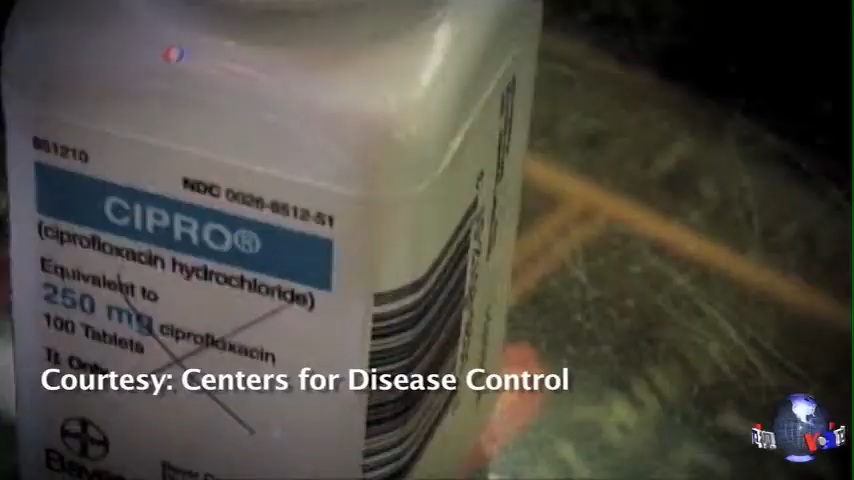 851210
NDC 0026-8512-51
CIPRO®
(ciprofloxacin hydrochloride)
Equivalent to
250 mg ciprofloxacin
100 Tablets
Only
Courtesy: Centers for Disease Control